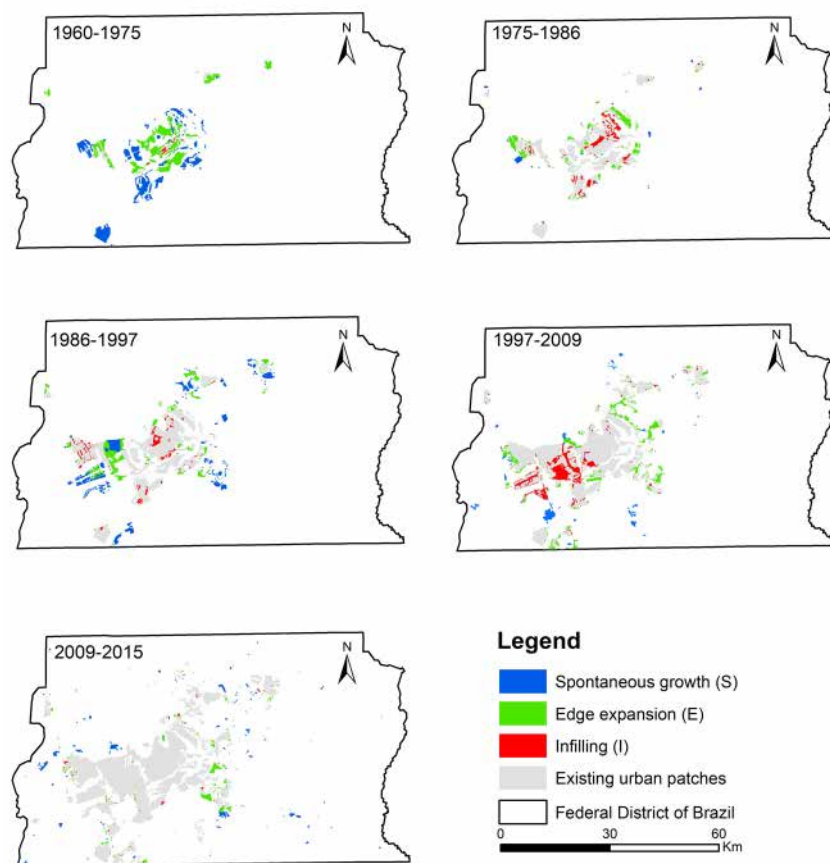 1960-1975
N
1975-1986
N
1986-1997
N
1997-2009
N
2009-2015
N
Legend
Spontaneous growth (S)
Edge expansion (E)
Infilling (I)
Existing urban patches
Federal District of Brazil
0 30 60
Km